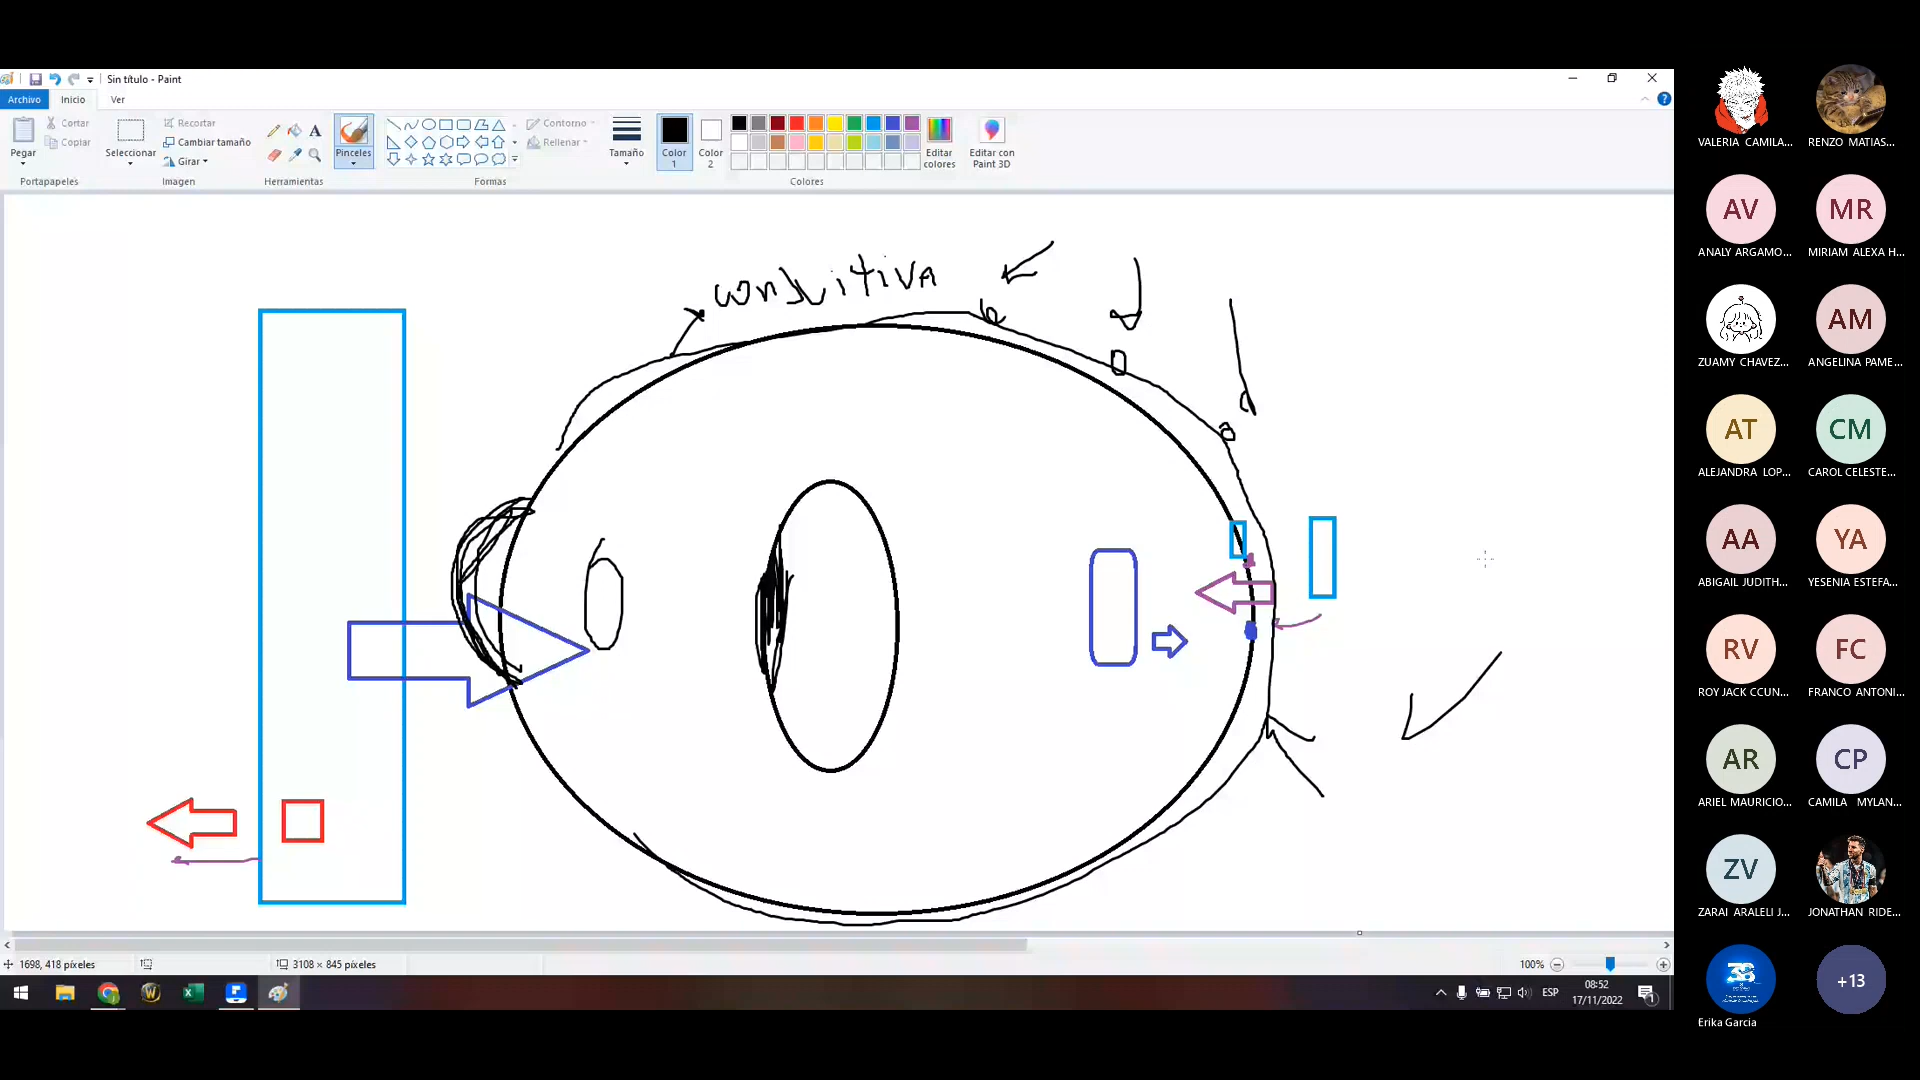 Sin título - Paint
Archivo Inicio Ver
Pegar
Cortar
Copiar
Portapapeles
Seleccionar
Recortar
Cambiar tamaño
Girar
Imagen
Herramientas
Pinceles
Formas
Contorno
Rellenar
Tamaño
Color 1
Color 2
Colores
Editar colores
Editar con Paint 3D
1698, 418 píxeles
3108 × 845 píxeles
100%
ESP
08:52
17/11/2022
1
VALERIA CAMILA...
RENZO MATIAS...
AV
ANALY ARGAMO...
MR
MIRIAM ALEXA H...
ZUAMY CHAVEZ...
AM
ANGELINA PAME...
AT
ALEJANDRA LOP...
CM
CAROL CELESTE...
AA
ABIGAIL JUDITH...
YA
YESENIA ESTEFA...
RV
ROY JACK CCUN...
FC
FRANCO ANTONI...
AR
ARIEL MAURICIO...
CP
CAMILA MYLAN...
ZV
ZARAI ARALELI J...
JONATHAN RIDE...
Erika Garcia
+13